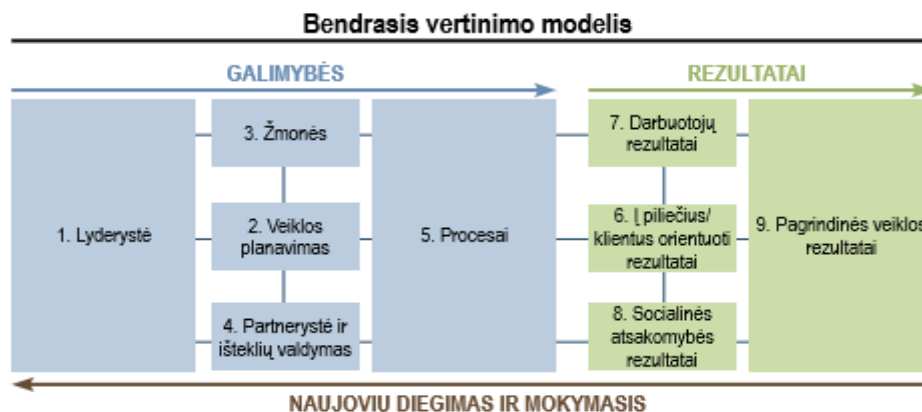 Bendrasis vertinimo modelis
GALIMYBĖS
REZULTATAI
1. Lyderystė
3. Žmonės
2. Veiklos
planavimas
4. Partnerystė ir
išteklių valdymas
5. Procesai
7. Darbuotojų
rezultatai
6. Į piliečius/
klientus orientuoti
rezultatai
8. Socialinės
atsakomybės
rezultatai
9. Pagrindinės veiklos
rezultatai
NAUJOVIU DIEGIMAS IR MOKYMASIS